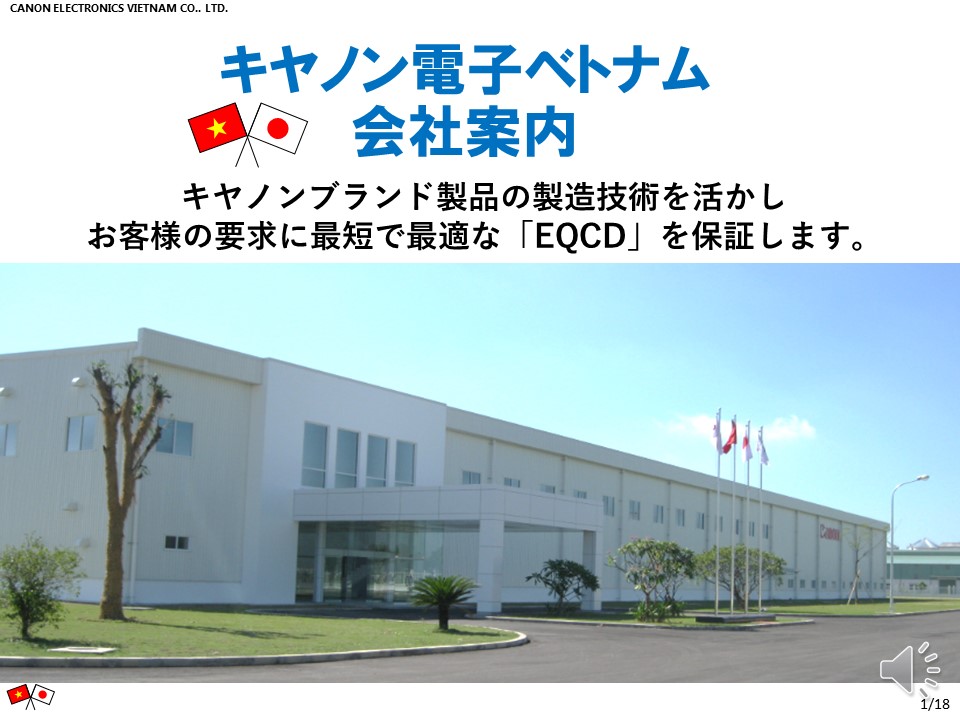 CANON ELECTRONICS VIETNAM CO.. LTD.
キヤノン電子ベトナム
会社案内
キヤノンブランド製品の製造技術を活かし
お客様の要求に最短で最適な「EQCD」を保証します。
Canon
1/18